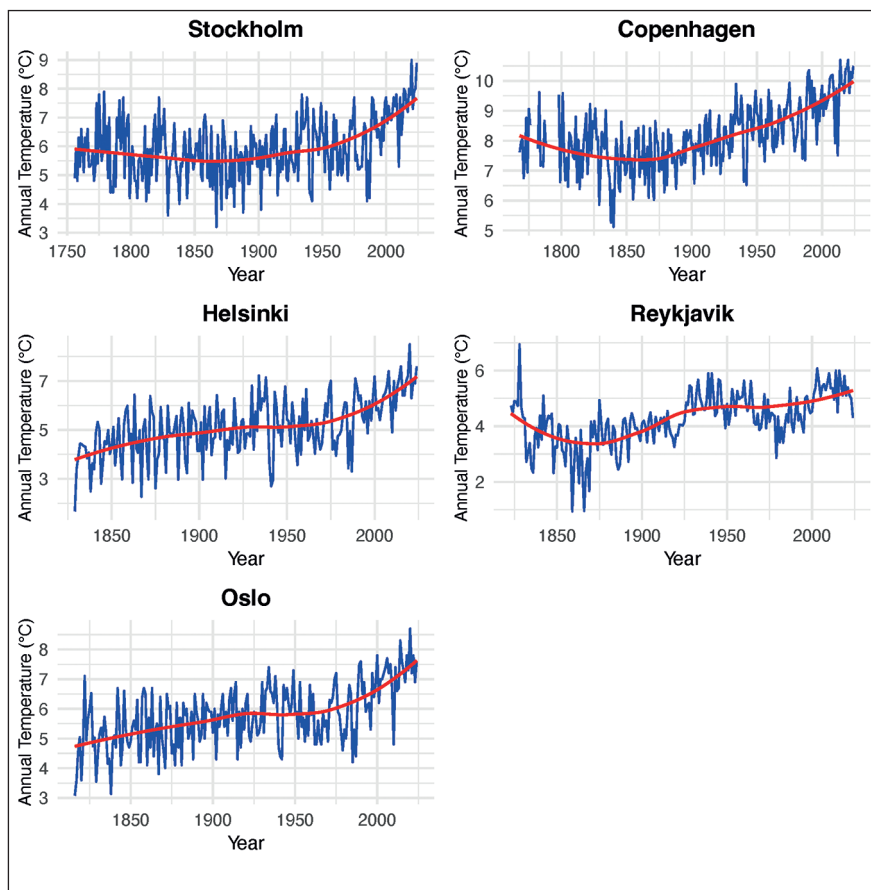 Stockholm
Annual Temperature (°C)
9
8
7
6
5
4
3
1750 1800 1850 1900 1950 2000
Year
Copenhagen
Annual Temperature (°C)
10
9
8
7
6
5
1800 1850 1900 1950 2000
Year
Helsinki
Annual Temperature (°C)
7
5
3
1850 1900 1950 2000
Year
Reykjavik
Annual Temperature (°C)
6
4
2
1850 1900 1950 2000
Year
Oslo
Annual Temperature (°C)
8
7
6
5
4
3
1850 1900 1950 2000
Year